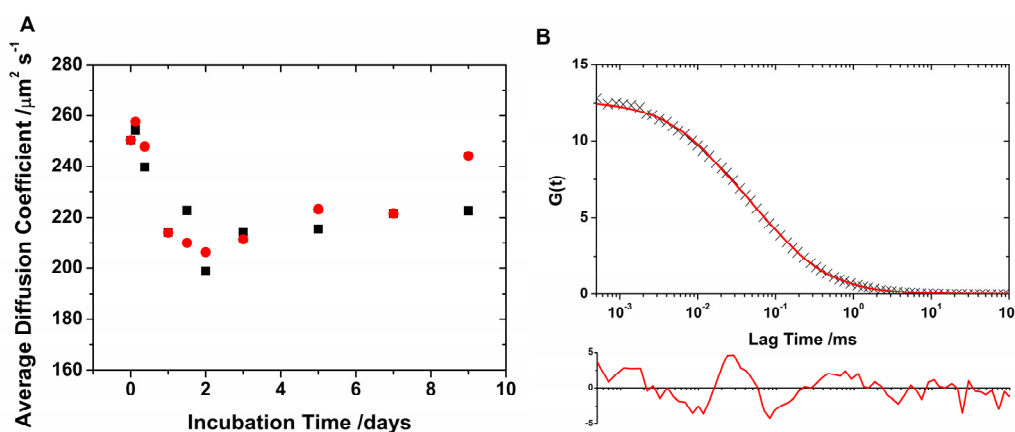 A
Average Diffusion Coefficient /μm² s⁻¹
280
260
240
220
200
180
160
0 2 4 6 8 10
Incubation Time /days
B
G(t)
15
10
5
0
10⁻³ 10⁻² 10⁻¹ 10⁰ 10¹ 10
Lag Time /ms
5
0
-5